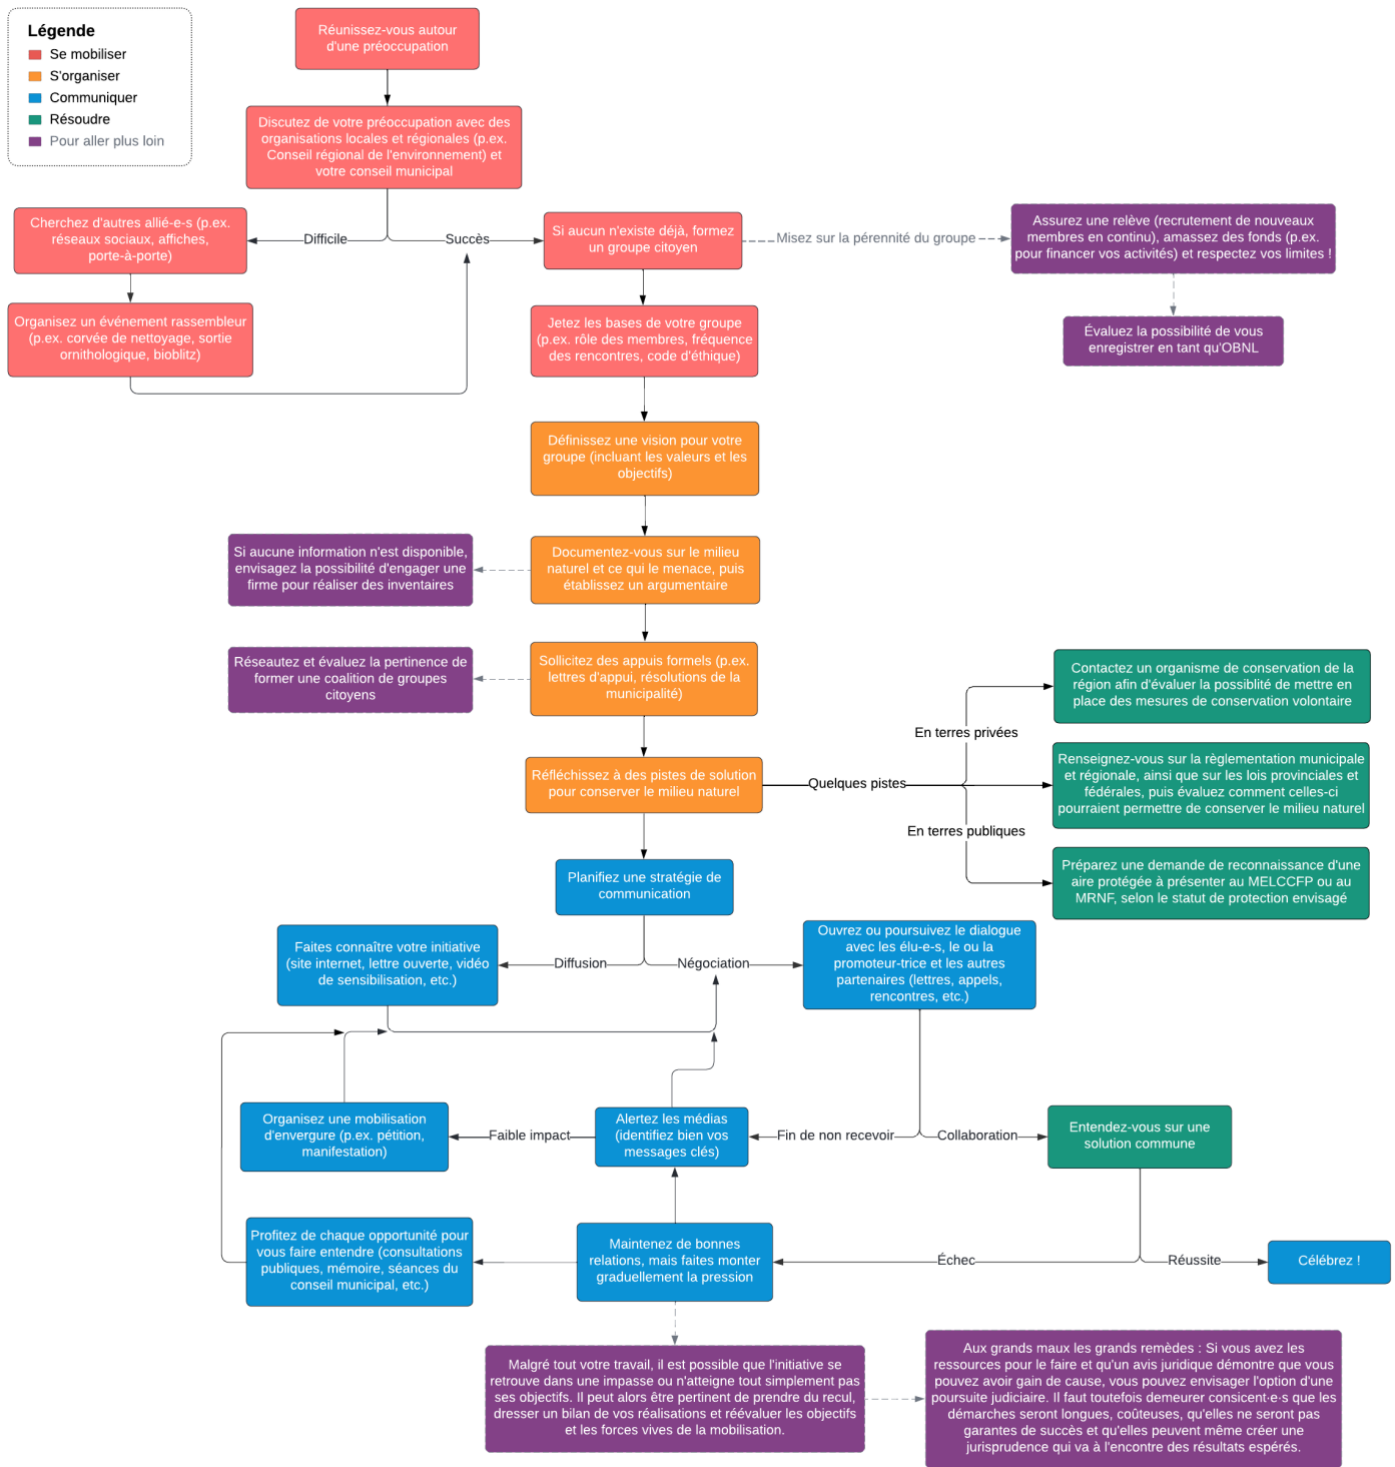 Légende
Se mobiliser
S'organiser
Communiquer
Résoudre
Pour aller plus loin
Réunissez-vous autour
d'une préoccupation
Discutez de votre préoccupation avec des
organisations locales et régionales (p.ex.
Conseil régional de l'environnement) et
votre conseil municipal
Difficile
Succès
Cherchez d'autres allié-e-s (p.ex.
réseaux sociaux, affiches,
porte-à-porte)
Organisez un événement rassembleur
(p.ex. corvée de nettoyage, sortie
ornithologique, bioblitz)
Si aucun n'existe déjà, formez
un groupe citoyen
Misez sur la pérennité du groupe
Assurez une relève (recrutement de nouveaux
membres en continu), amassez des fonds (p.ex.
pour financer vos activités) et respectez vos limites !
Évaluez la possibilité de vous
enregistrer en tant qu'OBNL
Jetez les bases de votre groupe
(p.ex. rôle des membres, fréquence
des rencontres, code d'éthique)
Définissez une vision pour votre
groupe (incluant les valeurs et les
objectifs)
Documentez-vous sur le milieu
naturel et ce qui le menace, puis
établissez un argumentaire
Si aucune information n'est disponible,
envisagez la possibilité d'engager une
firme pour réaliser des inventaires
Sollicitez des appuis formels (p.ex.
lettres d'appui, résolutions de la
municipalité)
Réseautez et évaluez la pertinence de
former une coalition de groupes
citoyens
Réfléchissez à des pistes de solution
pour conserver le milieu naturel
Quelques pistes
En terres privées
En terres publiques
Contactez un organisme de conservation de la
région afin d'évaluer la possiblité de mettre en
place des mesures de conservation volontaire
Renseignez-vous sur la règlementation municipale
et régionale, ainsi que sur les lois provinciales et
fédérales, puis évaluez comment celles-ci
pourraient permettre de conserver le milieu naturel
Préparez une demande de reconnaissance d'une
aire protégée à présenter au MELCCFP ou au
MRNF, selon le statut de protection envisagé
Planifiez une stratégie de
communication
Diffusion
Négociation
Faites connaître votre initiative
(site internet, lettre ouverte, vidéo
de sensibilisation, etc.)
Ouvrez ou poursuivez le dialogue
avec les élu-e-s, le ou la
promoteur-trice et les autres
partenaires (lettres, appels,
rencontres, etc.)
Organisez une mobilisation
d'envergure (p.ex. pétition,
manifestation)
Faible impact
Alertez les médias
(identifiez bien vos
messages clés)
Fin de non recevoir
Collaboration
Entendez-vous sur une
solution commune
Profitez de chaque opportunité pour
vous faire entendre (consultations
publiques, mémoire, séances du
conseil municipal, etc.)
Maintenez de bonnes
relations, mais faites monter
graduellement la pression
Échec
Réussite
Célébrez !
Malgré tout votre travail, il est possible que l'initiative se
retrouve dans une impasse ou n'atteigne tout simplement pas
ses objectifs. Il peut alors être pertinent de prendre du recul,
dresser un bilan de vos réalisations et réévaluer les objectifs
et les forces vives de la mobilisation.
Aux grands maux les grands remèdes : Si vous avez les
ressources pour le faire et qu'un avis juridique démontre que vous
pouvez avoir gain de cause, vous pouvez envisager l'option d'une
poursuite judiciaire. Il faut toutefois demeurer consicent·e·s que les
démarches seront longues, coûteuses, qu'elles ne seront pas
garantes de succès et qu'elles peuvent même créer une
jurisprudence qui va à l'encontre des résultats espérés.